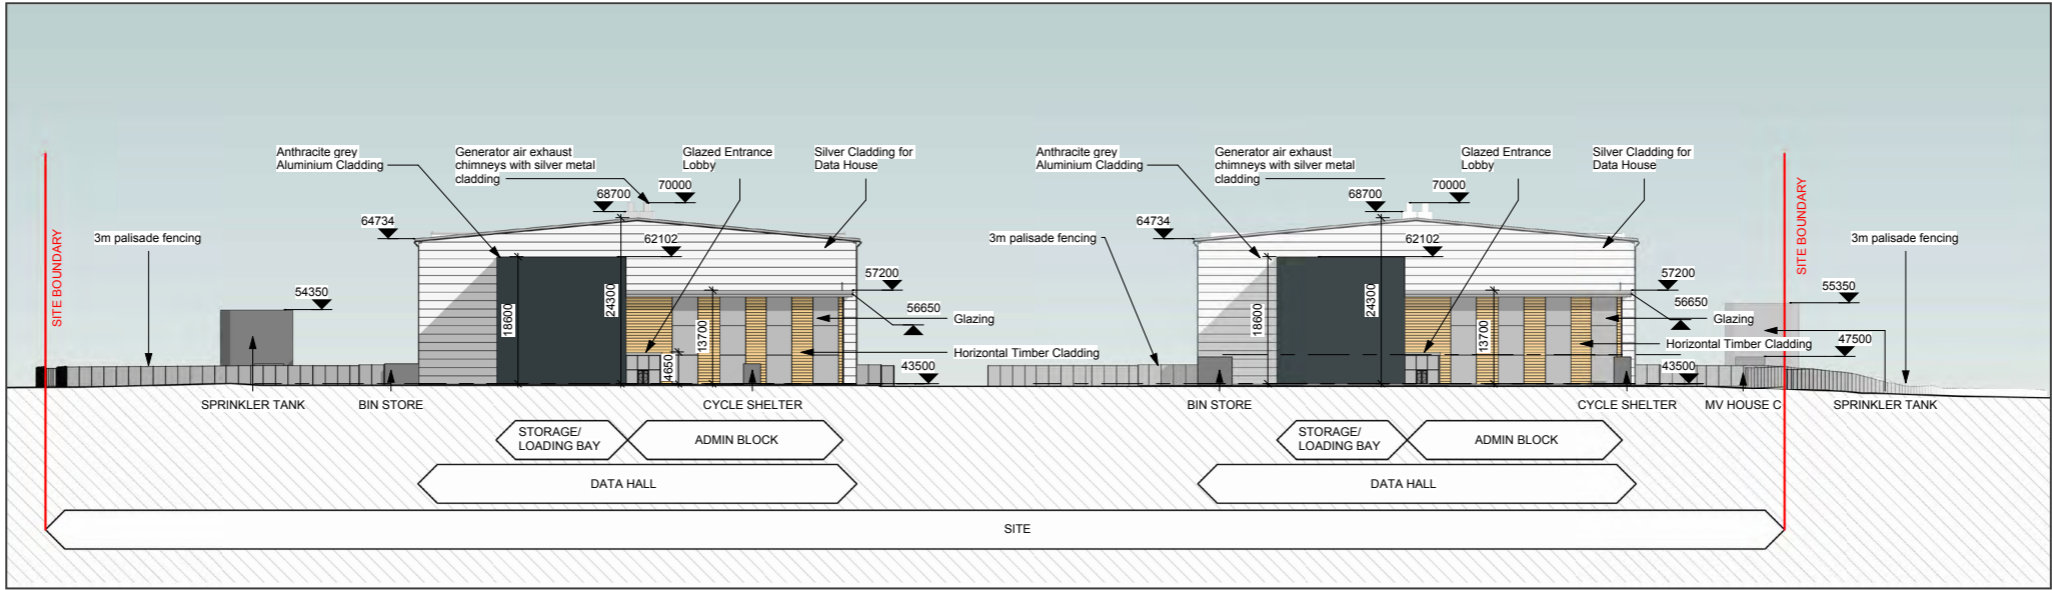 Anthracite grey
Aluminium Cladding
Generator air exhaust
chimneys with silver metal
cladding
Glazed Entrance
Lobby
Silver Cladding for
Data House
Anthracite grey
Aluminium Cladding
Generator air exhaust
chimneys with silver metal
cladding
Glazed Entrance
Lobby
Silver Cladding for
Data House
68700
70000
68700
70000
64734
62102
64734
62102
SITE BOUNDARY
3m palisade fencing
3m palisade fencing
SITE BOUNDARY
3m palisade fencing
54350
57200
56650
57200
56650
55350
18600
24300
13700
4650
Glazing
Horizontal Timber Cladding
43500
18600
24300
13700
Glazing
Horizontal Timber Cladding
47500
43500
SPRINKLER TANK
BIN STORE
CYCLE SHELTER
BIN STORE
CYCLE SHELTER
MV HOUSE C
SPRINKLER TANK
STORAGE/
LOADING BAY
ADMIN BLOCK
STORAGE/
LOADING BAY
ADMIN BLOCK
DATA HALL
DATA HALL
SITE